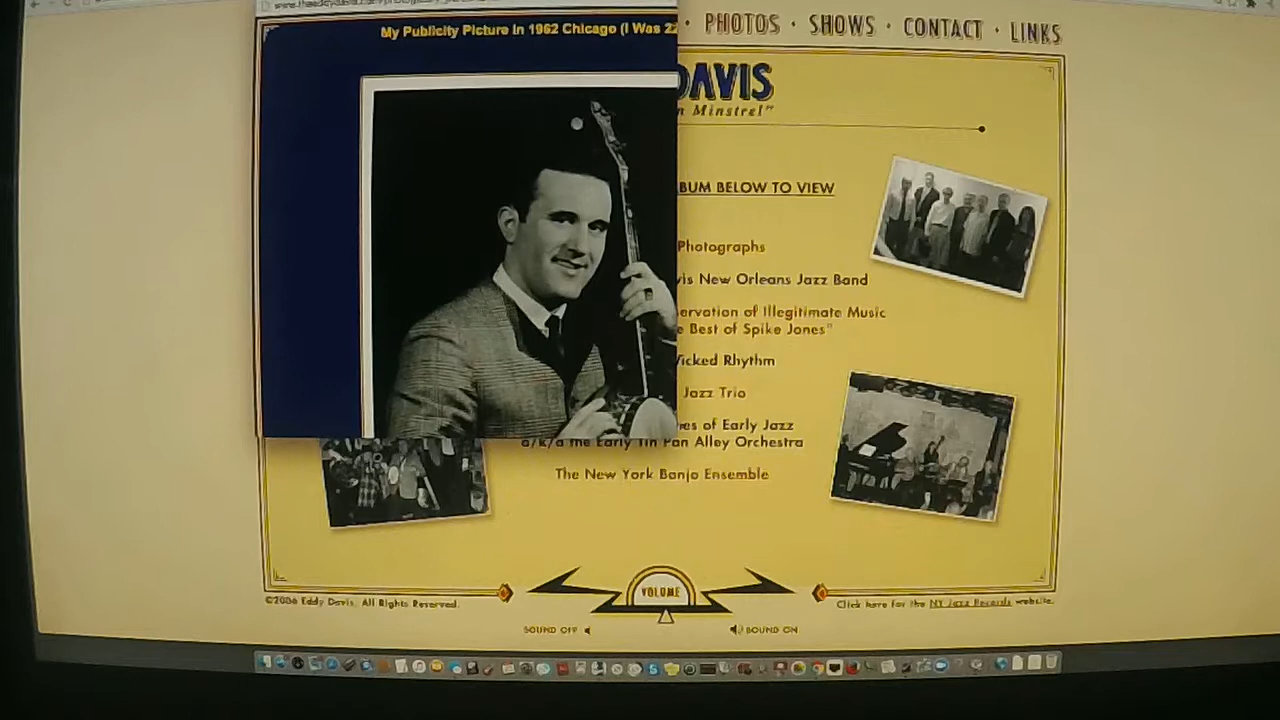 My Publicity Picture In 1962 Chicago (I Was 22
· PHOTOS · SHOWS · CONTACT · LINKS
DAVIS
n Minstrel"
BUM BELOW TO VIEW
Photographs
vis New Orleans Jazz Band
ervation of Illegitimate Music
e Best of Spike Jones"
Wicked Rhythm
Jazz Trio
es of Early Jazz
a/k/a the Early Tin Pan Alley Orchestra
The New York Banjo Ensemble
VOLUME
©2006 Eddy Davis. All Rights Reserved.
Click here for the NY Jazz Records website.
SOUND OFF
SOUND ON